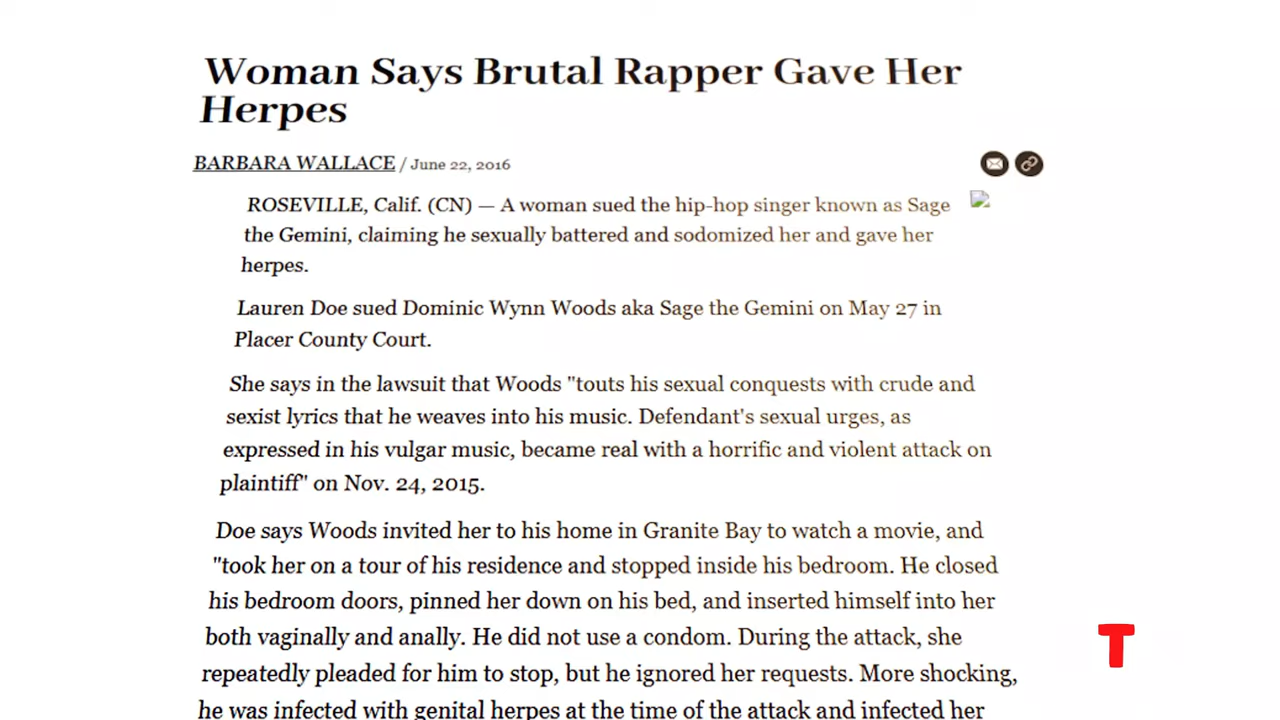 Woman Says Brutal Rapper Gave Her
Herpes
BARBARA WALLACE / June 22, 2016
ROSEVILLE, Calif. (CN) — A woman sued the hip-hop singer known as Sage
the Gemini, claiming he sexually battered and sodomized her and gave her
herpes.
Lauren Doe sued Dominic Wynn Woods aka Sage the Gemini on May 27 in
Placer County Court.
She says in the lawsuit that Woods "touts his sexual conquests with crude and
sexist lyrics that he weaves into his music. Defendant's sexual urges, as
expressed in his vulgar music, became real with a horrific and violent attack on
plaintiff" on Nov. 24, 2015.
Doe says Woods invited her to his home in Granite Bay to watch a movie, and
"took her on a tour of his residence and stopped inside his bedroom. He closed
his bedroom doors, pinned her down on his bed, and inserted himself into her
both vaginally and anally. He did not use a condom. During the attack, she
repeatedly pleaded for him to stop, but he ignored her requests. More shocking,
he was infected with genital herpes at the time of the attack and infected her
T